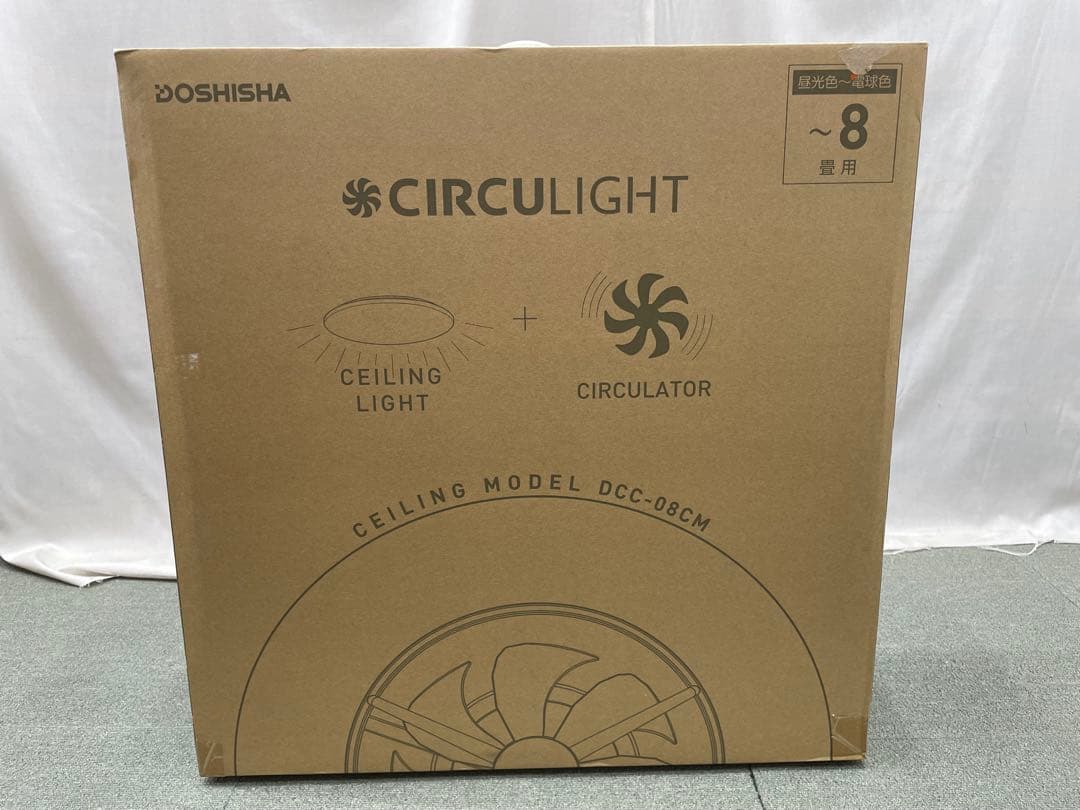 DOSHISHA
昼光色～電球色
～8
畳用
CIRCULIGHT
CEILING
LIGHT
+
CIRCULATOR
CEILING MODEL DCC-08CM